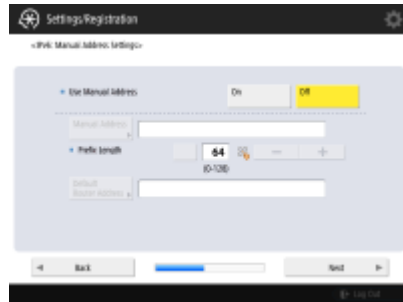 Settings/Registration
<IPv6: Manual Address Settings>
Use Manual Address
On
Off
Manual Address
Prefix Length
64
(0-128)
Default
Router Address
Back
Next
Log Out